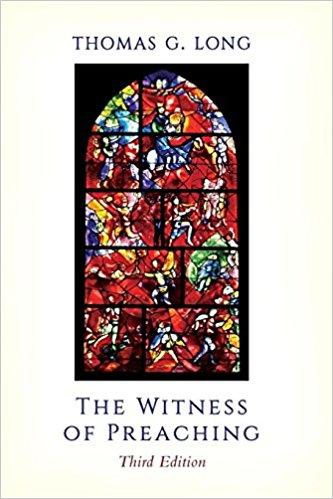 THOMAS G. LONG
THE WITNESS
OF PREACHING
Third Edition